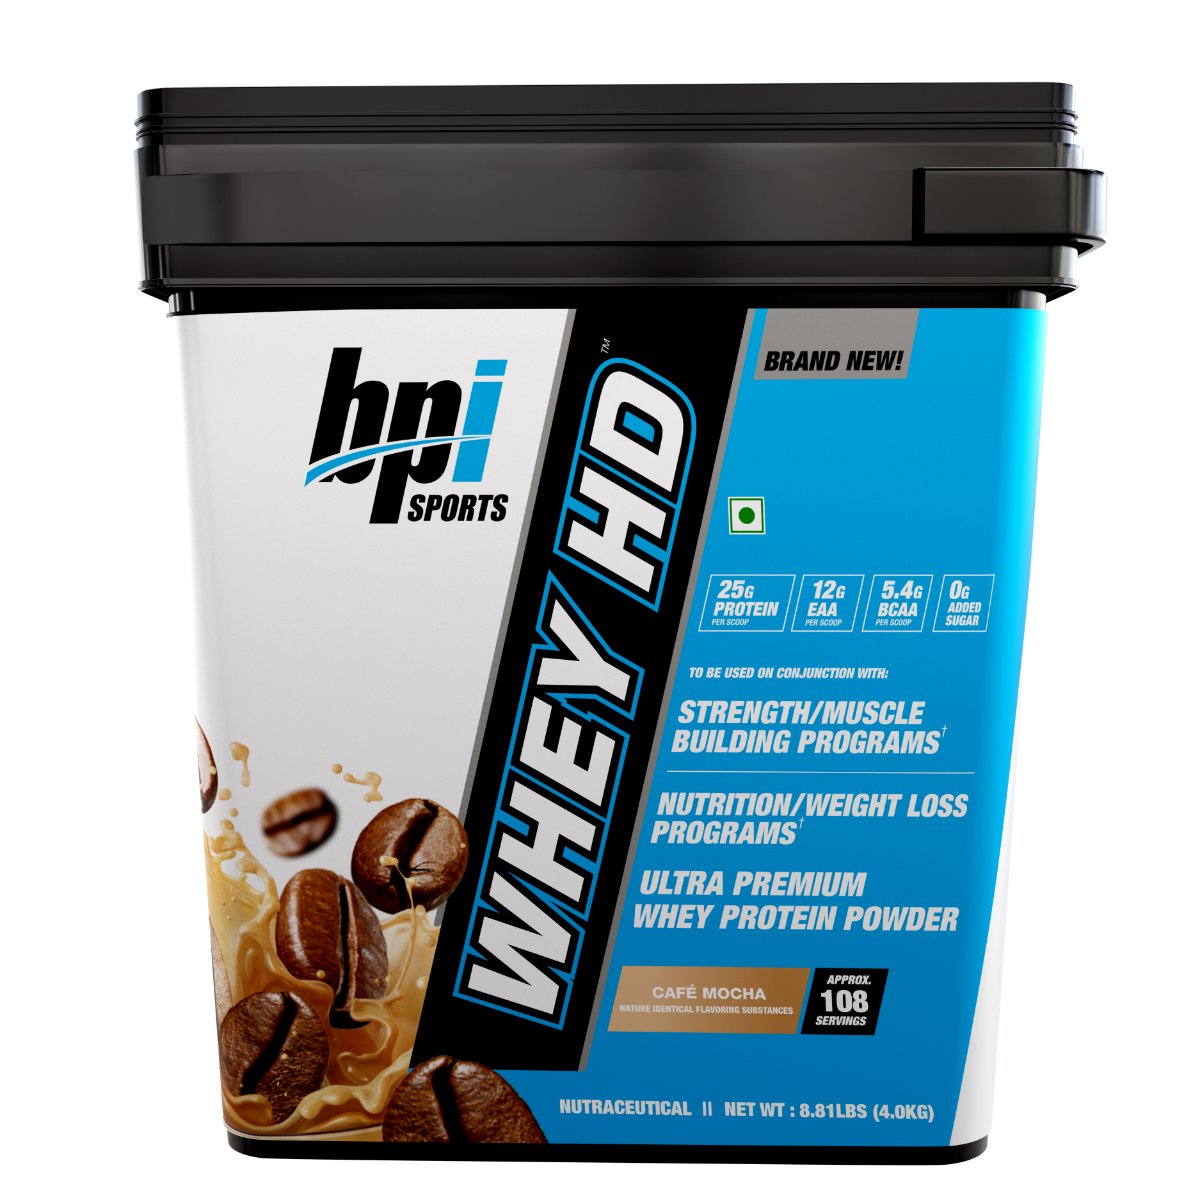 bpi
SPORTS
WHEY HD™
BRAND NEW!
25G
PROTEIN
PER SCOOP
12G
EAA
PER SCOOP
5.4G
BCAA
PER SCOOP
0G
ADDED
SUGAR
TO BE USED ON CONJUNCTION WITH:
STRENGTH/MUSCLE
BUILDING PROGRAMS†
NUTRITION/WEIGHT LOSS
PROGRAMS†
ULTRA PREMIUM
WHEY PROTEIN POWDER
CAFÉ MOCHA
NATURE IDENTICAL FLAVORING SUBSTANCES
APPROX.
108
SERVINGS
NUTRACEUTICAL || NET WT : 8.81LBS (4.0KG)